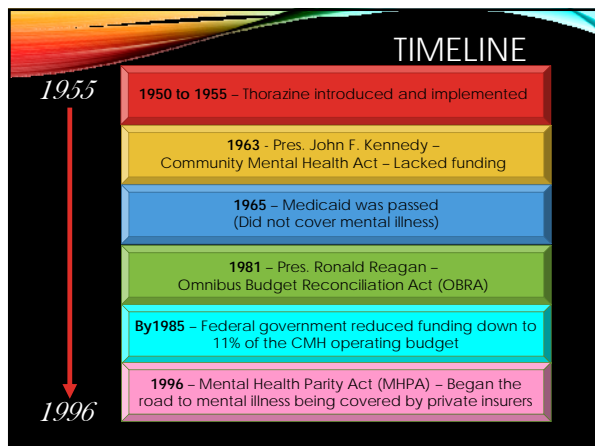 TIMELINE
1955
1950 to 1955 – Thorazine introduced and implemented
1963 - Pres. John F. Kennedy –
Community Mental Health Act – Lacked funding
1965 – Medicaid was passed
(Did not cover mental illness)
1981 – Pres. Ronald Reagan –
Omnibus Budget Reconciliation Act (OBRA)
By1985 – Federal government reduced funding down to
11% of the CMH operating budget
1996 – Mental Health Parity Act (MHPA) – Began the
road to mental illness being covered by private insurers
1996